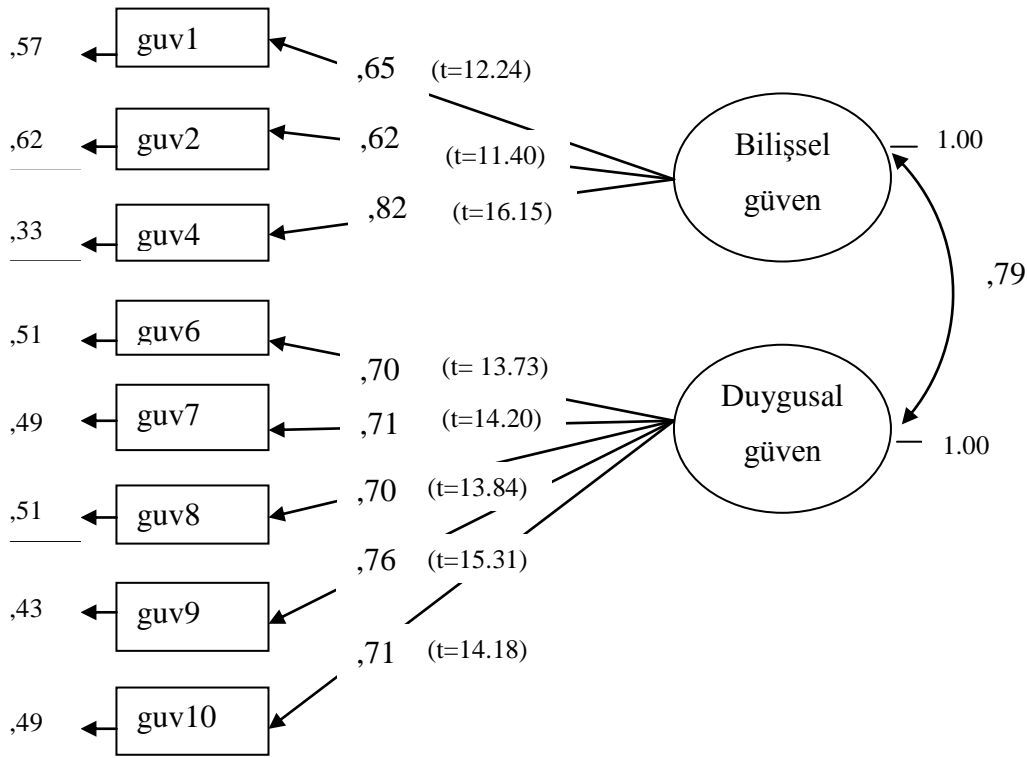 ,57
guv1
,65 (t=12.24)
,62
guv2
,62 (t=11.40)
Bilişsel
güven
1.00
,33
guv4
,82 (t=16.15)
,79
,51
guv6
,70 (t= 13.73)
,49
guv7
,71 (t=14.20)
Duygusal
güven
1.00
,51
guv8
,70 (t=13.84)
,43
guv9
,76 (t=15.31)
,49
guv10
,71 (t=14.18)